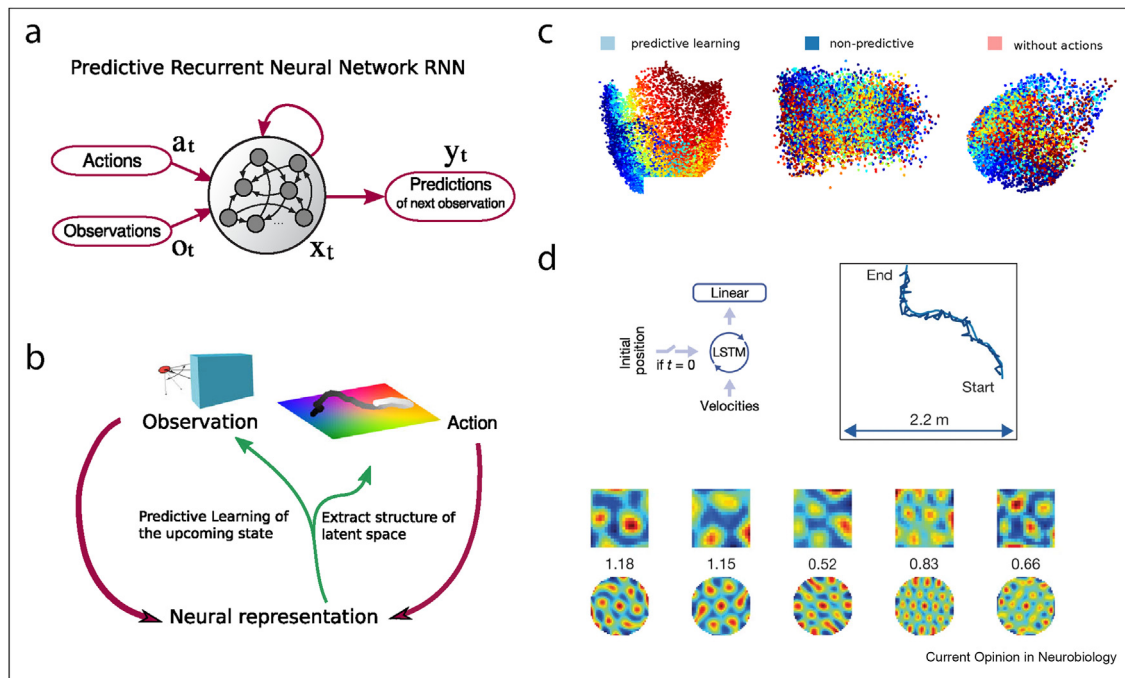 a
Predictive Recurrent Neural Network RNN
at
Actions
Observations
ot
xt
...
yt
Predictions
of next observation
b
Observation
Action
Predictive Learning of
the upcoming state
Extract structure of
latent space
Neural representation
c
predictive learning
non-predictive
without actions
d
Linear
Initial
position
if t = 0
LSTM
Velocities
End
Start
2.2 m
1.18
1.15
0.52
0.83
0.66
Current Opinion in Neurobiology